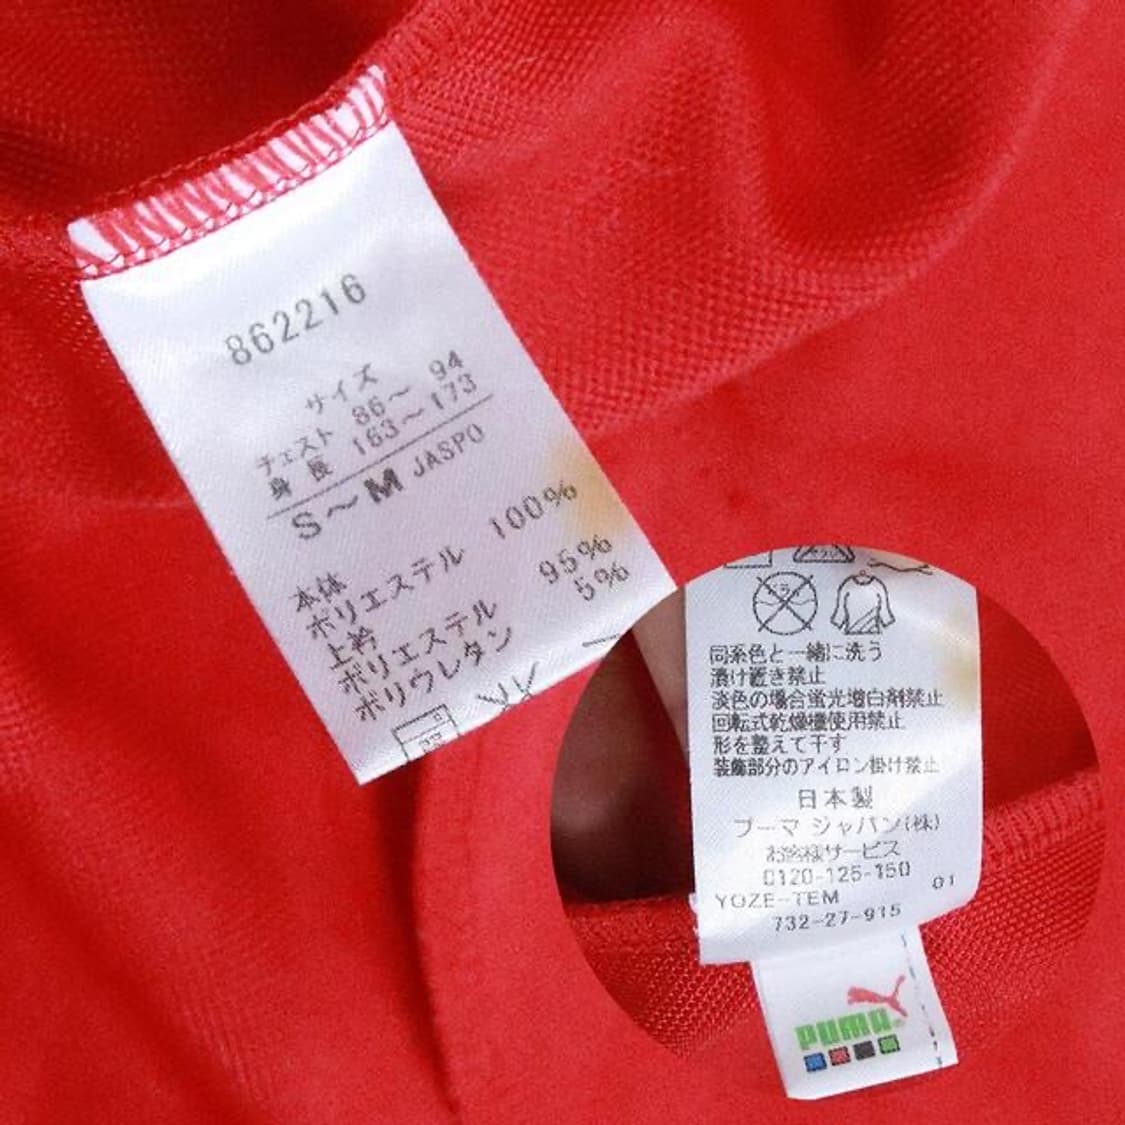 862216
サイズ
チェスト 86～ 94
身 長 163～173
S～M JASPO
本体
ポリエステル 100%
上衿
ポリエステル 95%
ポリウレタン 5%
同系色と一緒に洗う
漬け置き禁止
淡色の場合蛍光増白剤禁止
回転式乾燥機使用禁止
形を整えて干す
装飾部分のアイロン掛け禁止
日本製
プーマ ジャパン(株)
お客様サービス
0120-125-150
YOZE-TEM 01
732-27-915
PUMA